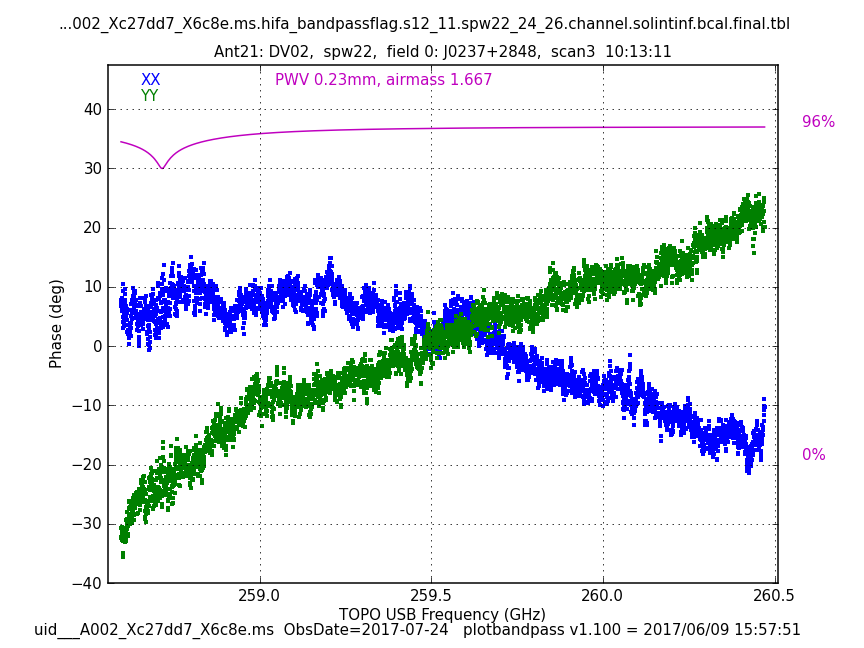 ...002_Xc27dd7_X6c8e.ms.hifa_bandpassflag.s12_11.spw22_24_26.channel.solintinf.bcal.final.tbl
Ant21: DV02,  spw22,  field 0: J0237+2848,  scan3  10:13:11
XX
YY
PWV 0.23mm, airmass 1.667
96%
0%
Phase (deg)
40
30
20
10
0
−10
−20
−30
−40
259.0
259.5
260.0
260.5
TOPO USB Frequency (GHz)
uid___A002_Xc27dd7_X6c8e.ms  ObsDate=2017-07-24   plotbandpass v1.100 = 2017/06/09 15:57:51